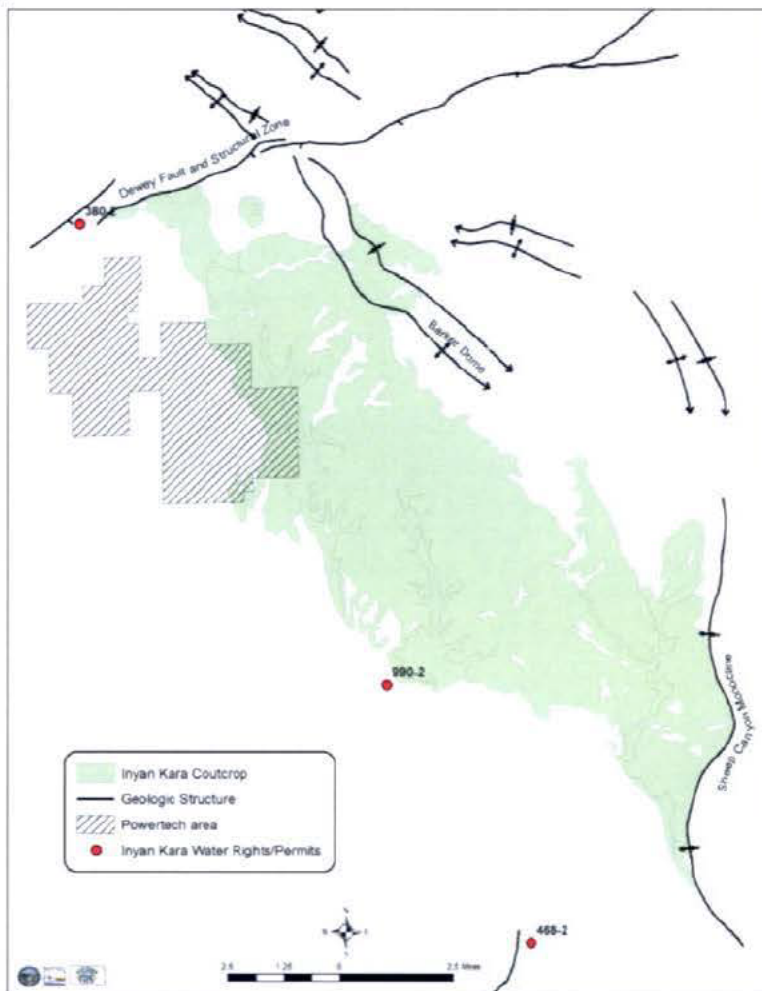 Dewey Fault and Structural Zone
380-2
Barker Dome
990-2
Sheep Canyon Monocline
Inyan Kara Coutcrop
Geologic Structure
Powertech area
Inyan Kara Water Rights/Permits
468-2
2.5 1.25 0 2.5 Miles